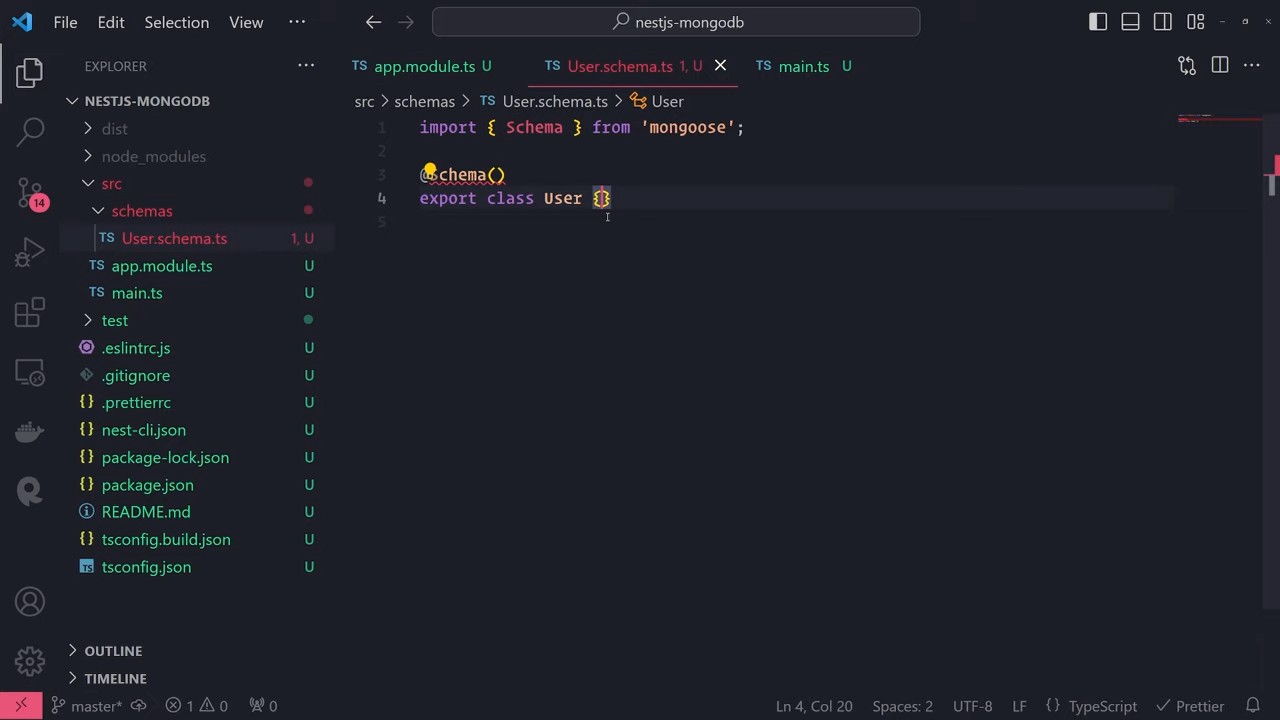 File Edit Selection View ··· nestjs-mongodb
EXPLORER ···
NESTJS-MONGODB
dist
node_modules
src
schemas
TS User.schema.ts 1, U
TS app.module.ts U
TS main.ts U
test
.eslintrc.js U
.gitignore U
{} .prettierrc U
{} nest-cli.json U
{} package-lock.json U
{} package.json U
README.md U
{} tsconfig.build.json U
TS tsconfig.json U
OUTLINE
TIMELINE
14
TS app.module.ts U TS User.schema.ts 1, U TS main.ts U ···
src > schemas > TS User.schema.ts > User
1 import { Schema } from 'mongoose';
2
3 @Schema()
4 export class User {}
5
master* 1 0 0 Ln 4, Col 20 Spaces: 2 UTF-8 LF {} TypeScript Prettier